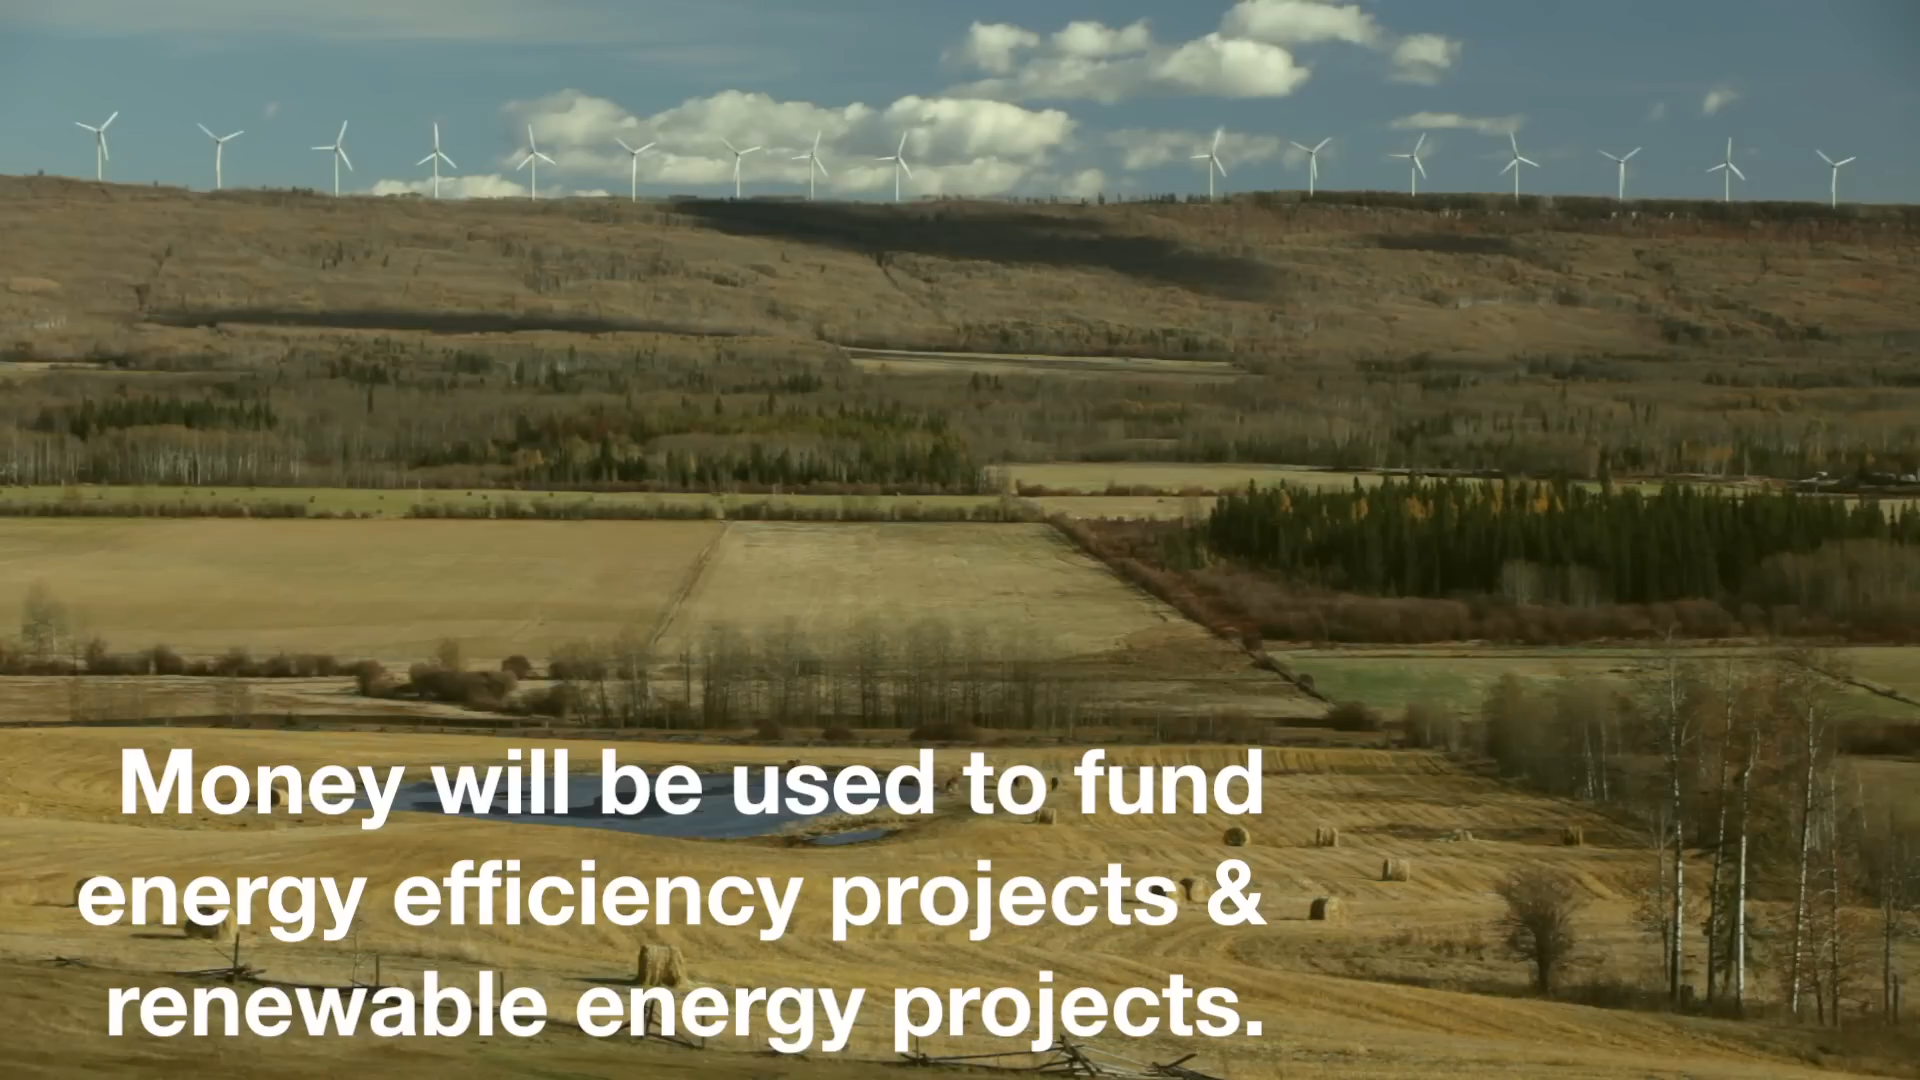 Money will be used to fund
energy efficiency projects &
renewable energy projects.